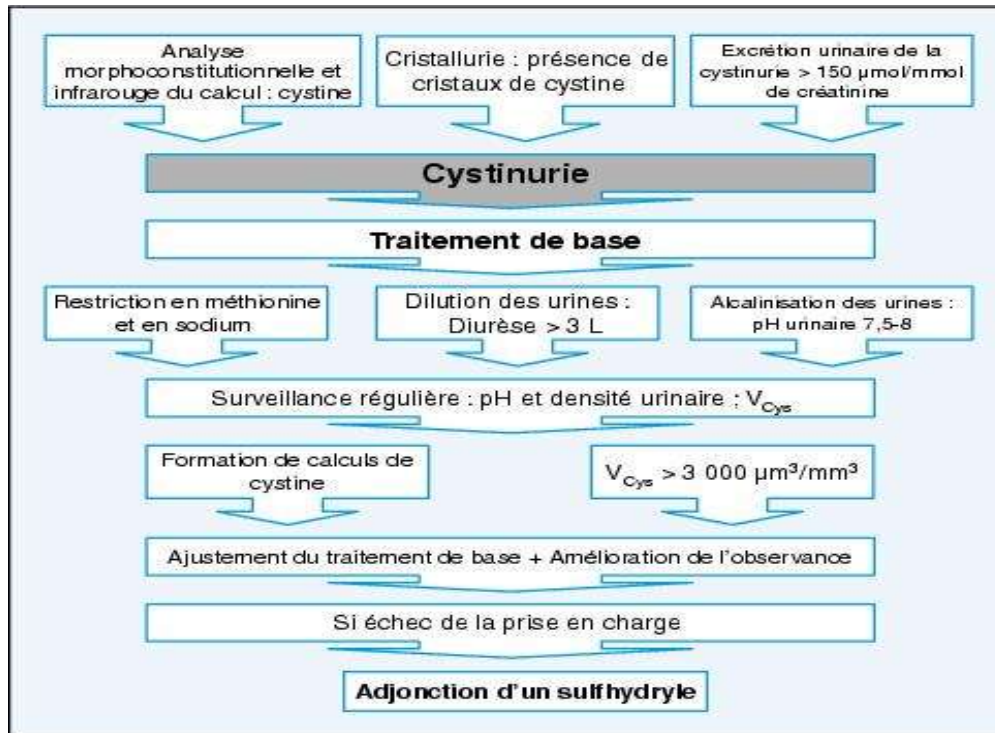 Analyse
morphoconstitutionnelle et
infrarouge du calcul : cystine
Cristallurie : présence de
cristaux de cystine
Excrétion urinaire de la
cystinurie > 150 µmol/mmol
de créatinine
Cystinurie
Traitement de base
Restriction en méthionine
et en sodium
Dilution des urines :
Diurèse > 3 L
Alcalinisation des urines :
pH urinaire 7,5-8
Surveillance régulière : pH et densité urinaire ; V_Cys
Formation de calculs de
cystine
V_Cys > 3 000 µm³/mm³
Ajustement du traitement de base + Amélioration de l'observance
Si échec de la prise en charge
Adjonction d'un sulfhydryle